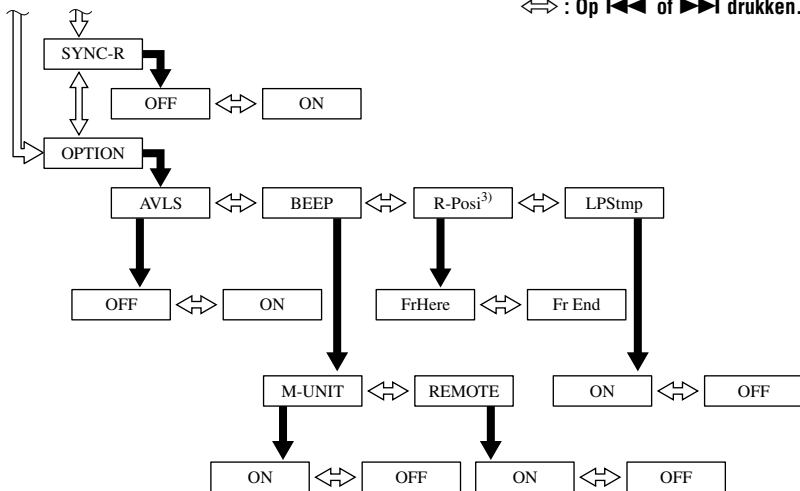 ⇔ : Op ⏮ of ⏭ drukken.
SYNC-R
OFF ⇔ ON
OPTION
AVLS ⇔ BEEP ⇔ R-Posi3) ⇔ LPStmp
OFF ⇔ ON
FrHere ⇔ Fr End
M-UNIT ⇔ REMOTE
ON ⇔ OFF
ON ⇔ OFF
ON ⇔ OFF